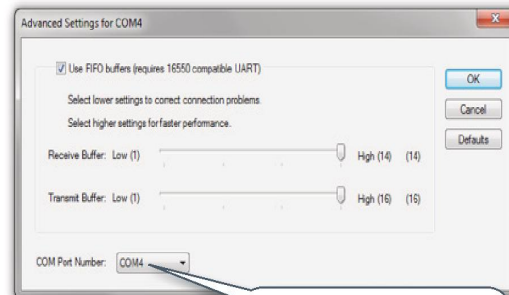 Advanced Settings for COM4
Use FIFO buffers (requires 16550 compatible UART)
OK
Select lower settings to correct connection problems.
Cancel
Select higher settings for faster performance.
Defaults
Receive Buffer: Low (1) High (14) (14)
Transmit Buffer: Low (1) High (16) (16)
COM Port Number: COM4